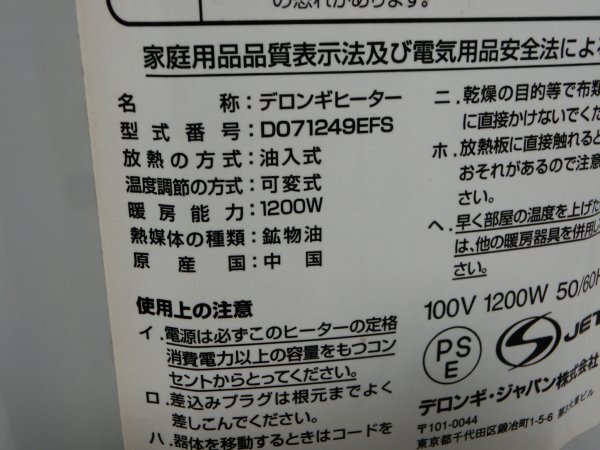 の恐れがあります。
家庭用品品質表示法及び電気用品安全法による
名 称：デロンギヒーター
型式番号：D071249EFS
放熱の方式：油入式
温度調節の方式：可変式
暖房能力：1200W
熱媒体の種類：鉱物油
原産国：中国
使用上の注意
イ.電源は必ずこのヒーターの定格
消費電力以上の容量をもつコン
セントからとってください。
ロ.差込みプラグは根元までよく
差しこんでください。
ハ.器体を移動するときはコードを
ニ.乾燥の目的等で布類
に直接かけないでくだ
ホ.放熱板に直接触れると
おそれがあるので注意
さい。
ヘ.早く部屋の温度を上げた
は、他の暖房器具を併用し
さい。
100V 1200W 50/60H
PS
E
JET
デロンギ・ジャパン株式会社
〒101-0044
東京都千代田区鍛冶町1-5-6